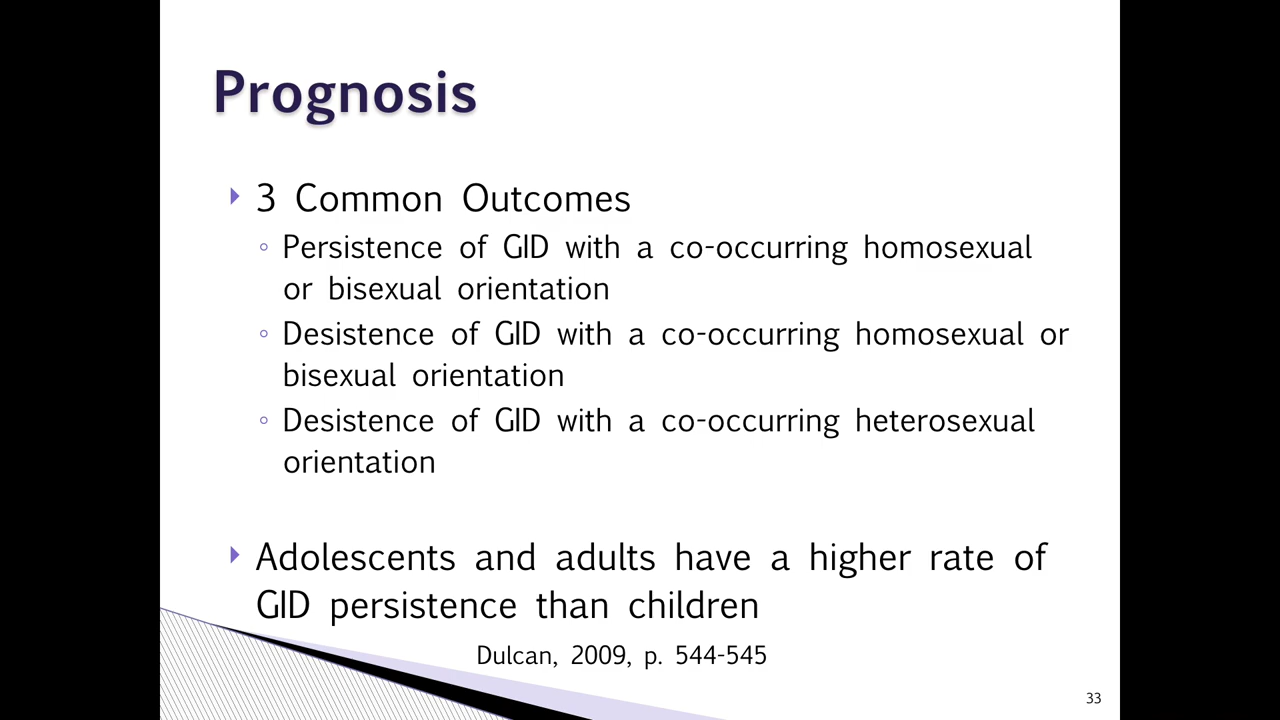 Prognosis
3 Common Outcomes
Persistence of GID with a co-occurring homosexual
or bisexual orientation
Desistence of GID with a co-occurring homosexual or
bisexual orientation
Desistence of GID with a co-occurring heterosexual
orientation
Adolescents and adults have a higher rate of
GID persistence than children
Dulcan, 2009, p. 544-545
33